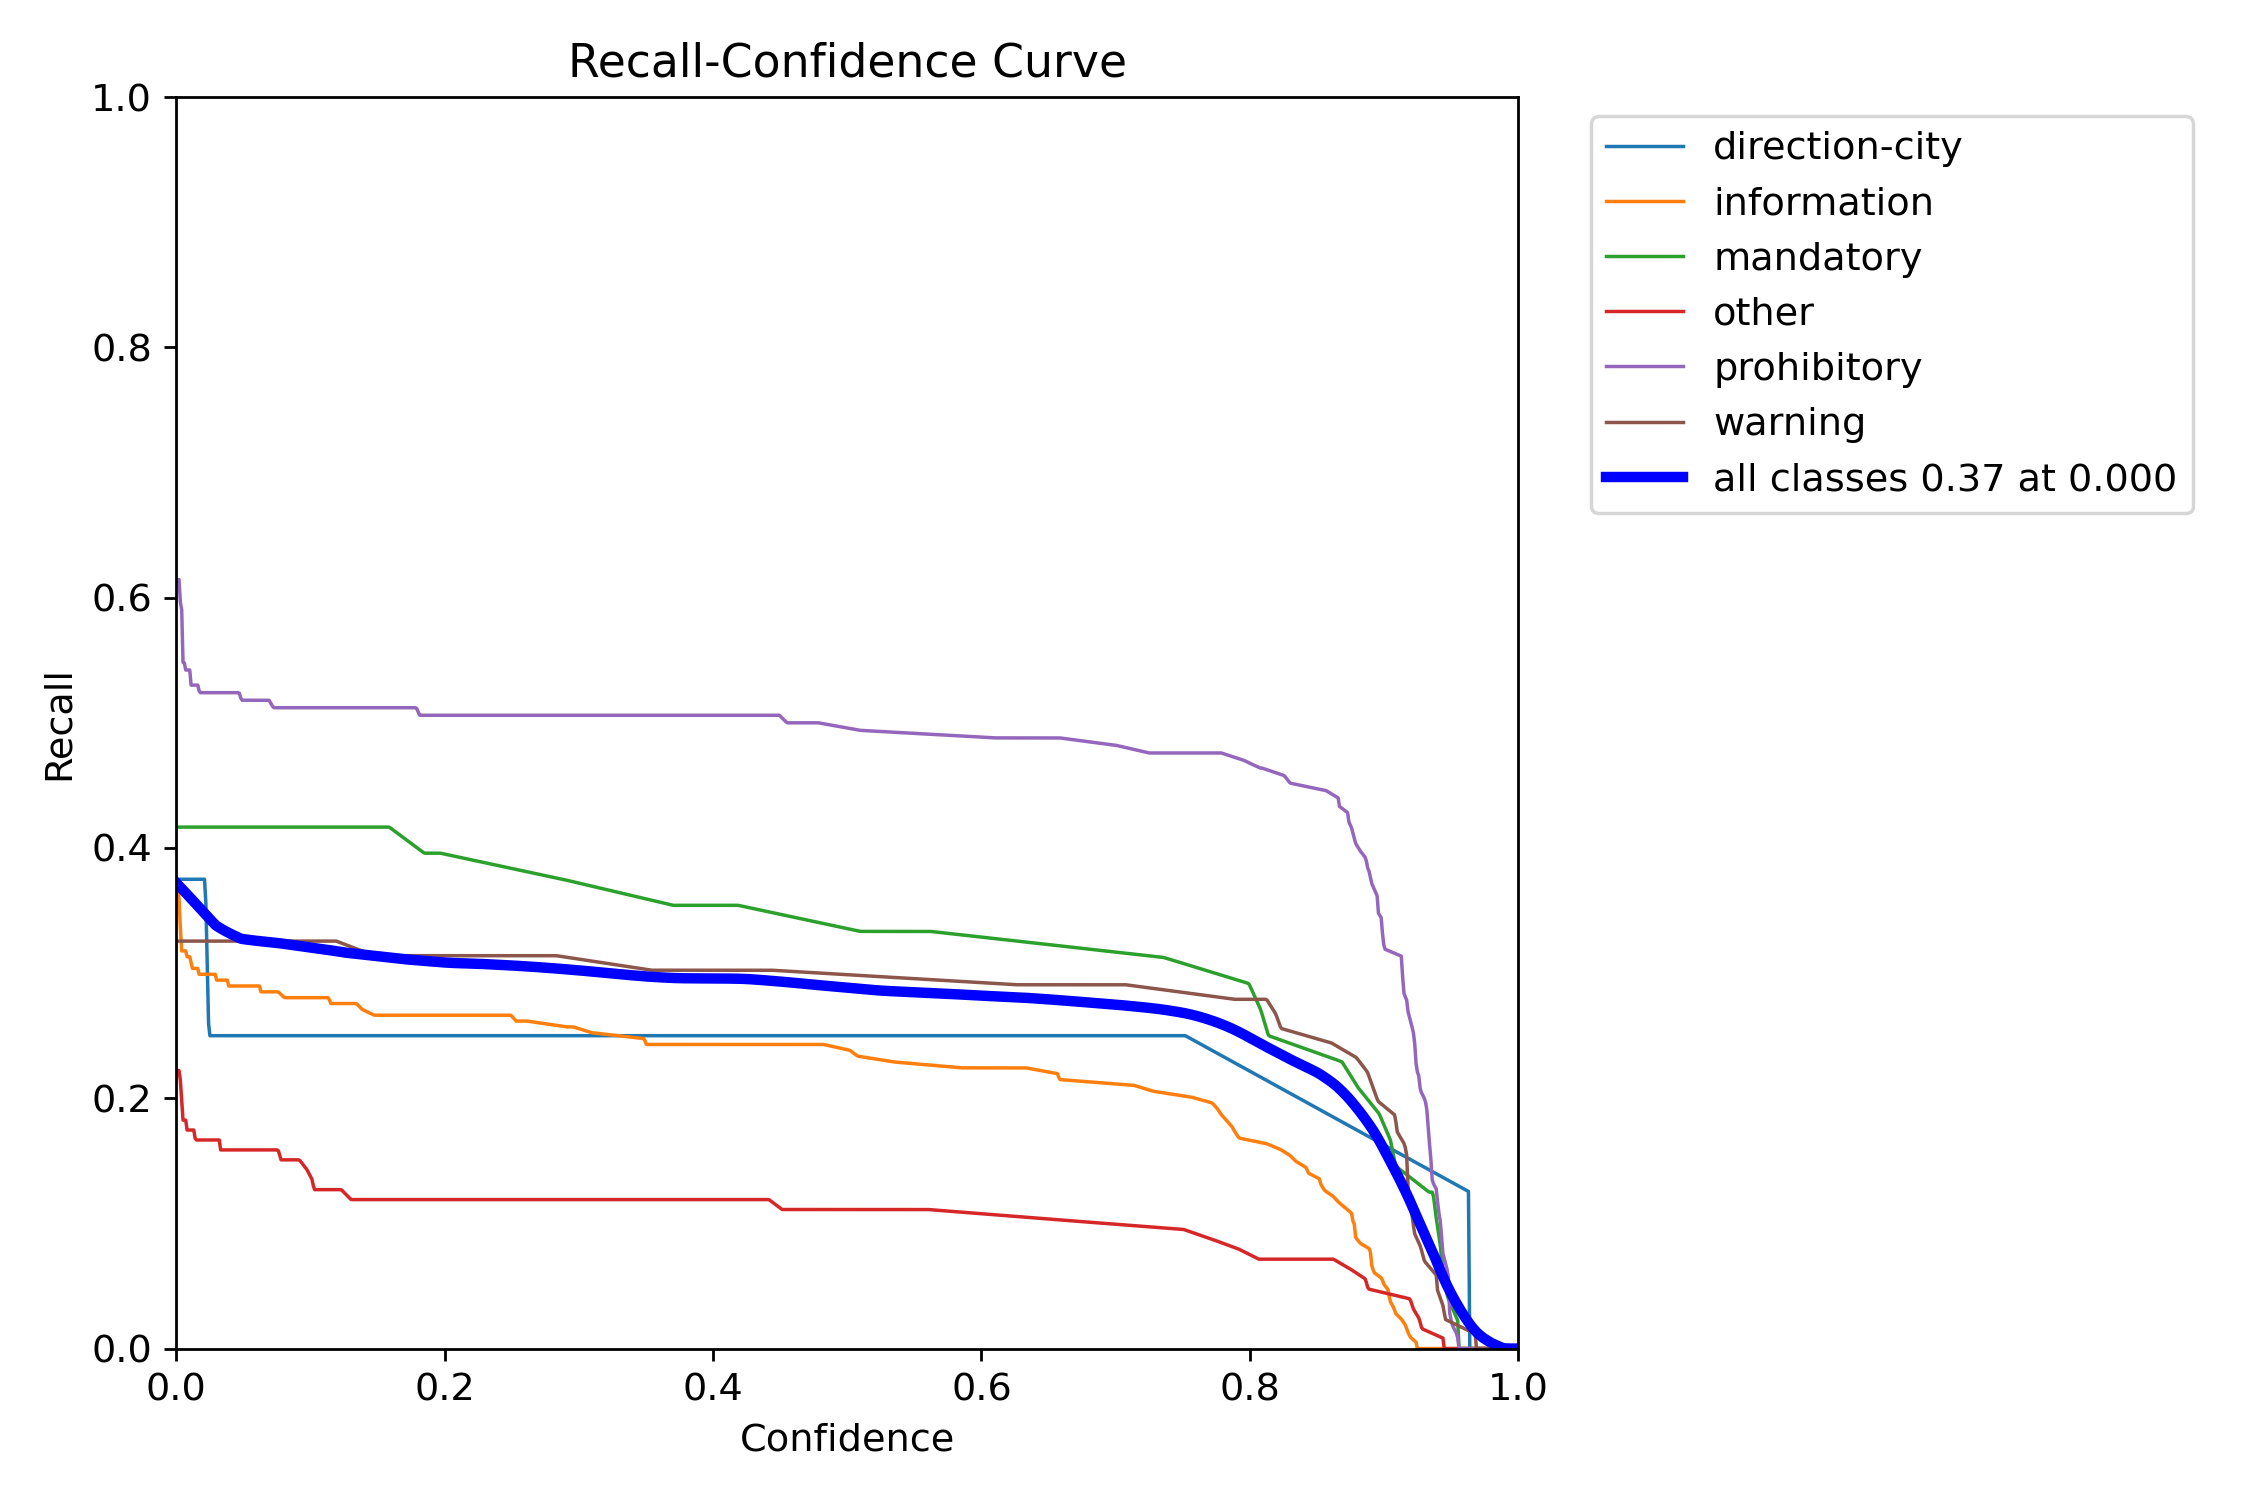 Recall-Confidence Curve
1.0
0.8
0.6
0.4
0.2
0.0
Recall
0.0 0.2 0.4 0.6 0.8 1.0
Confidence
direction-city
information
mandatory
other
prohibitory
warning
all classes 0.37 at 0.000